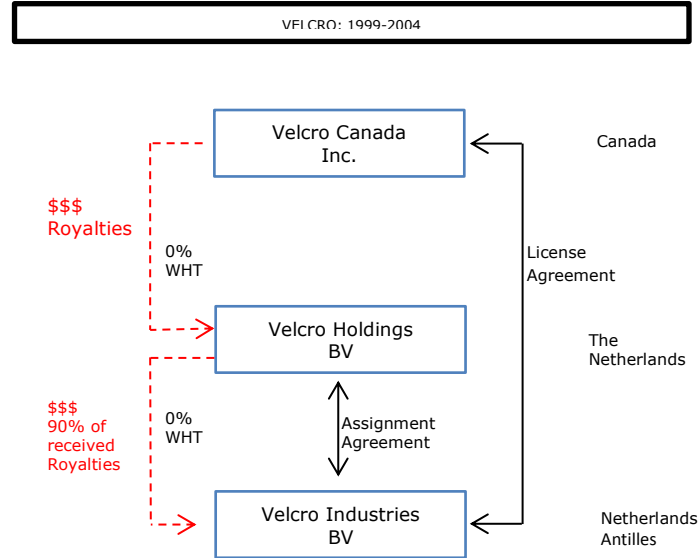 VELCRO: 1999-2004
Velcro Canada
Inc.
Canada
$$$
Royalties
0%
WHT
License
Agreement
Velcro Holdings
BV
The
Netherlands
$$$
90% of
received
Royalties
0%
WHT
Assignment
Agreement
Velcro Industries
BV
Netherlands
Antilles